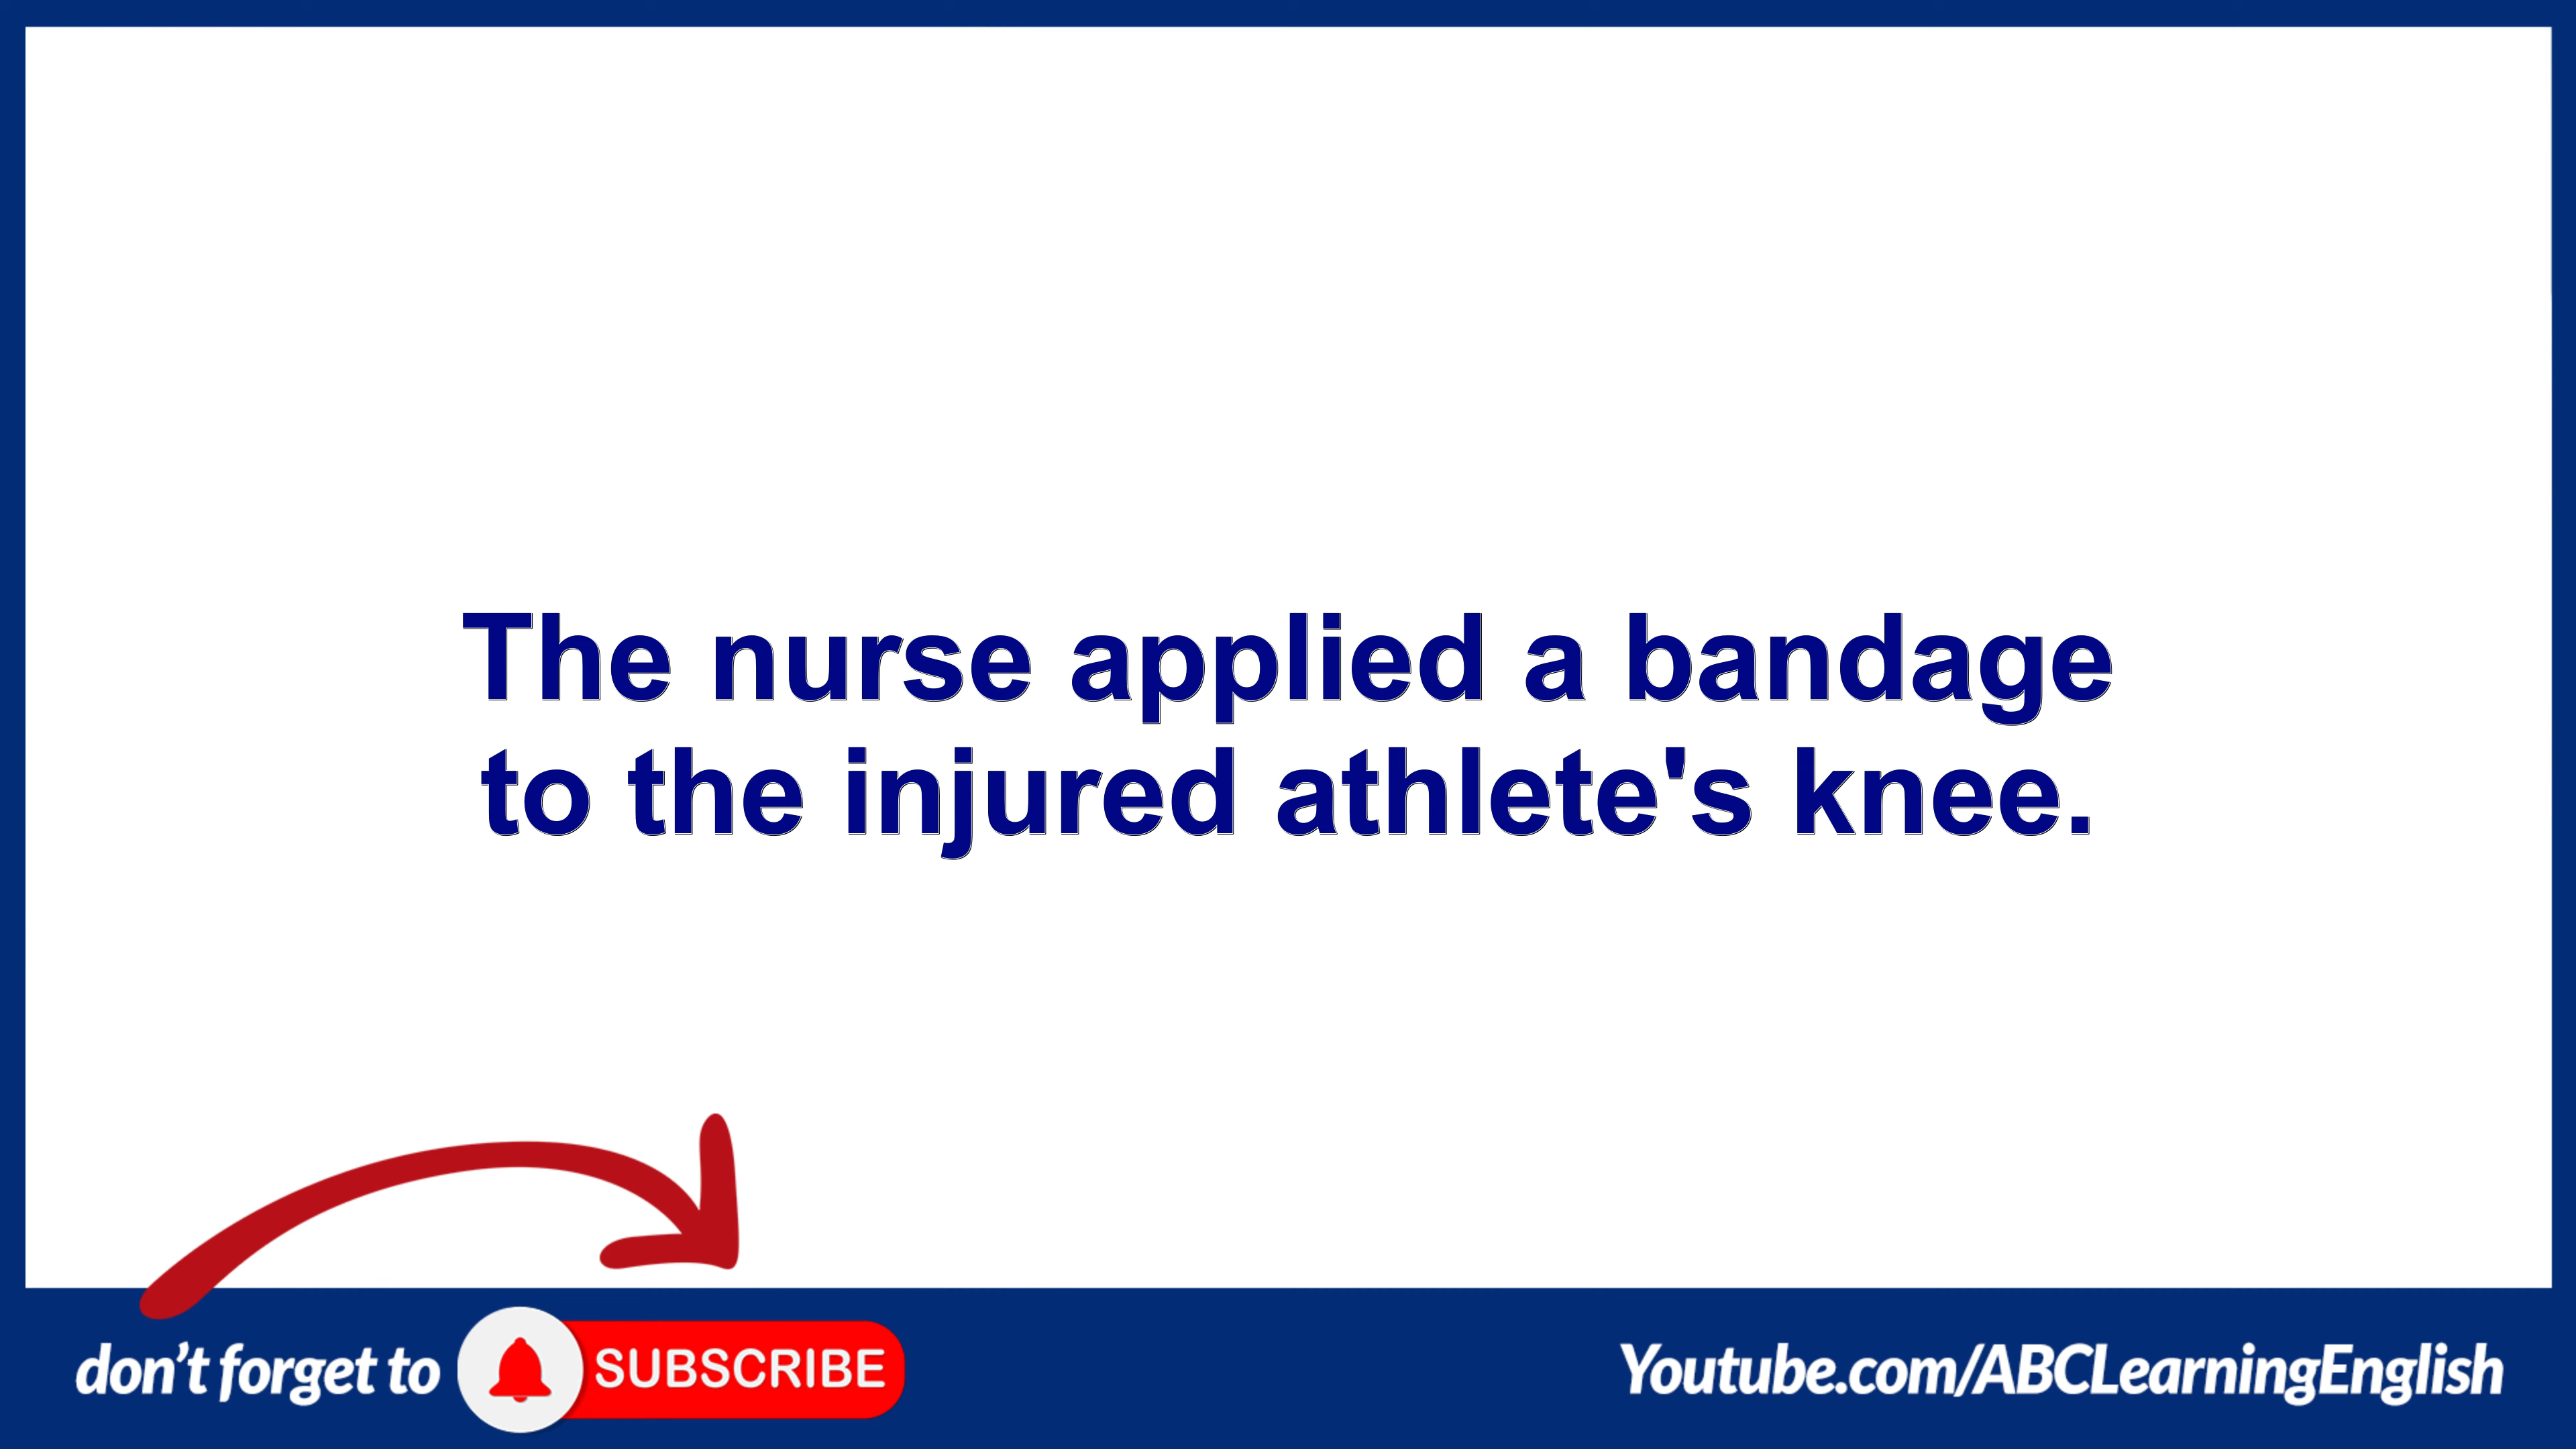 The nurse applied a bandage
to the injured athlete's knee.
don't forget to SUBSCRIBE
Youtube.com/ABCLearningEnglish